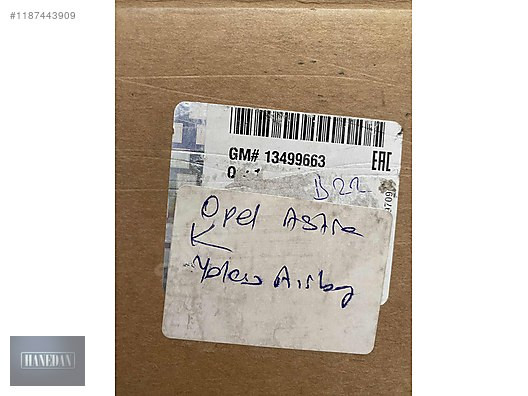 #1187443909
GM# 13499663
EAC
B22
Opel Astra
K
Yolcu Airbag
HANEDAN